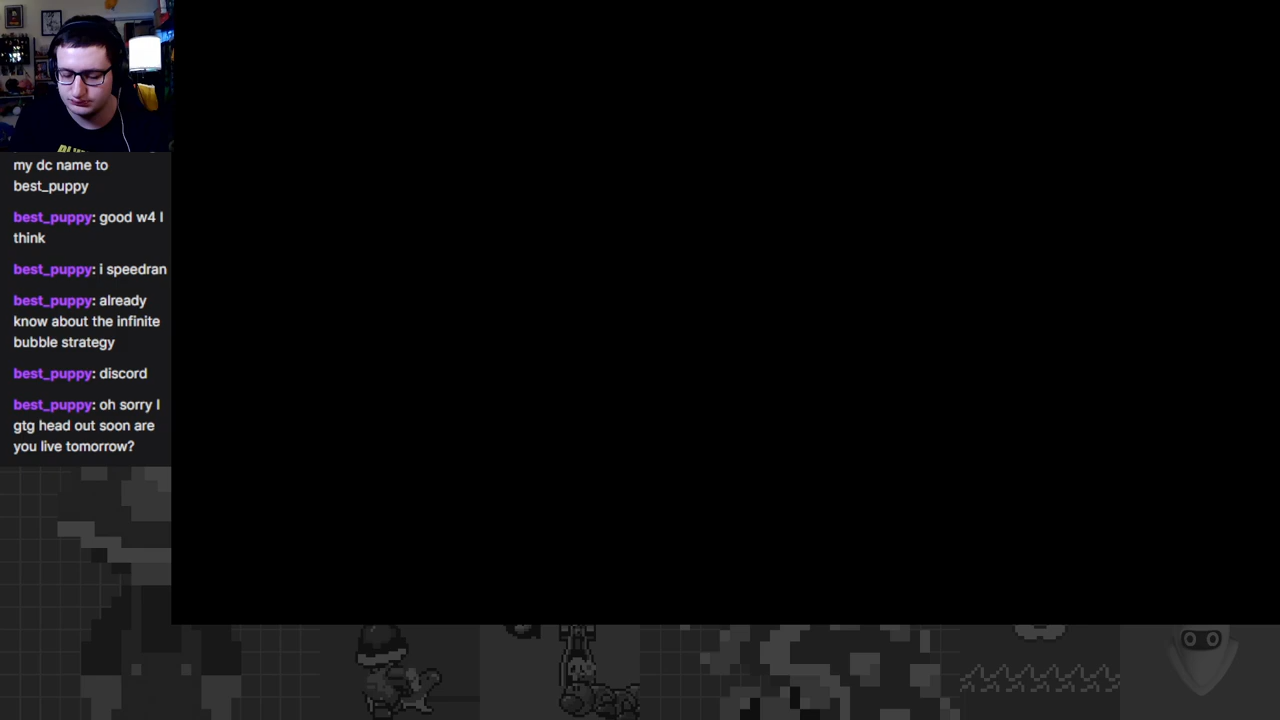 my dc name to
best_puppy
best_puppy: good w4 I
think
best_puppy: i speedran
best_puppy: already
know about the infinite
bubble strategy
best_puppy: discord
best_puppy: oh sorry I
gtg head out soon are
you live tomorrow?